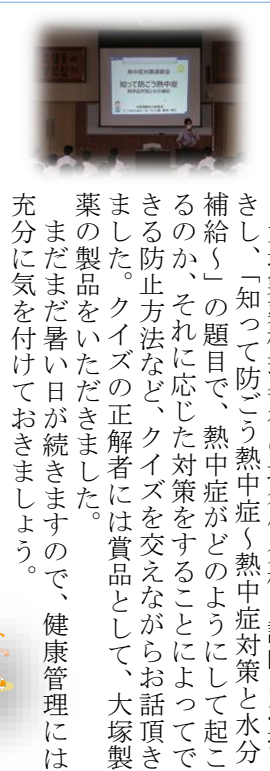 熱中症対策講習会
知って防ごう熱中症
きし、「知って防ごう熱中症～熱中症対策と水分
補給～」の題目で、熱中症がどのようにして起こ
るのか、それに応じた対策をすることによってで
きる防止方法など、クイズを交えながらお話頂き
ました。クイズの正解者には賞品として、大塚製
薬の製品をいただきました。
まだまだ暑い日が続きますので、健康管理には
充分に気を付けておきましょう。